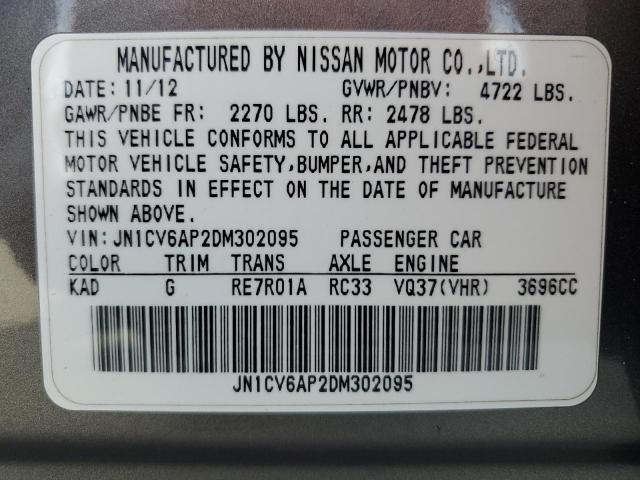 MANUFACTURED BY NISSAN MOTOR CO.,LTD.
DATE: 11/12 GVWR/PNBV: 4722 LBS.
GAWR/PNBE FR: 2270 LBS. RR: 2478 LBS.
THIS VEHICLE CONFORMS TO ALL APPLICABLE FEDERAL
MOTOR VEHICLE SAFETY,BUMPER,AND THEFT PREVENTION
STANDARDS IN EFFECT ON THE DATE OF MANUFACTURE
SHOWN ABOVE.
VIN:JN1CV6AP2DM302095 PASSENGER CAR
COLOR TRIM TRANS AXLE ENGINE
KAD G RE7R01A RC33 VQ37(VHR) 3696CC
JN1CV6AP2DM302095